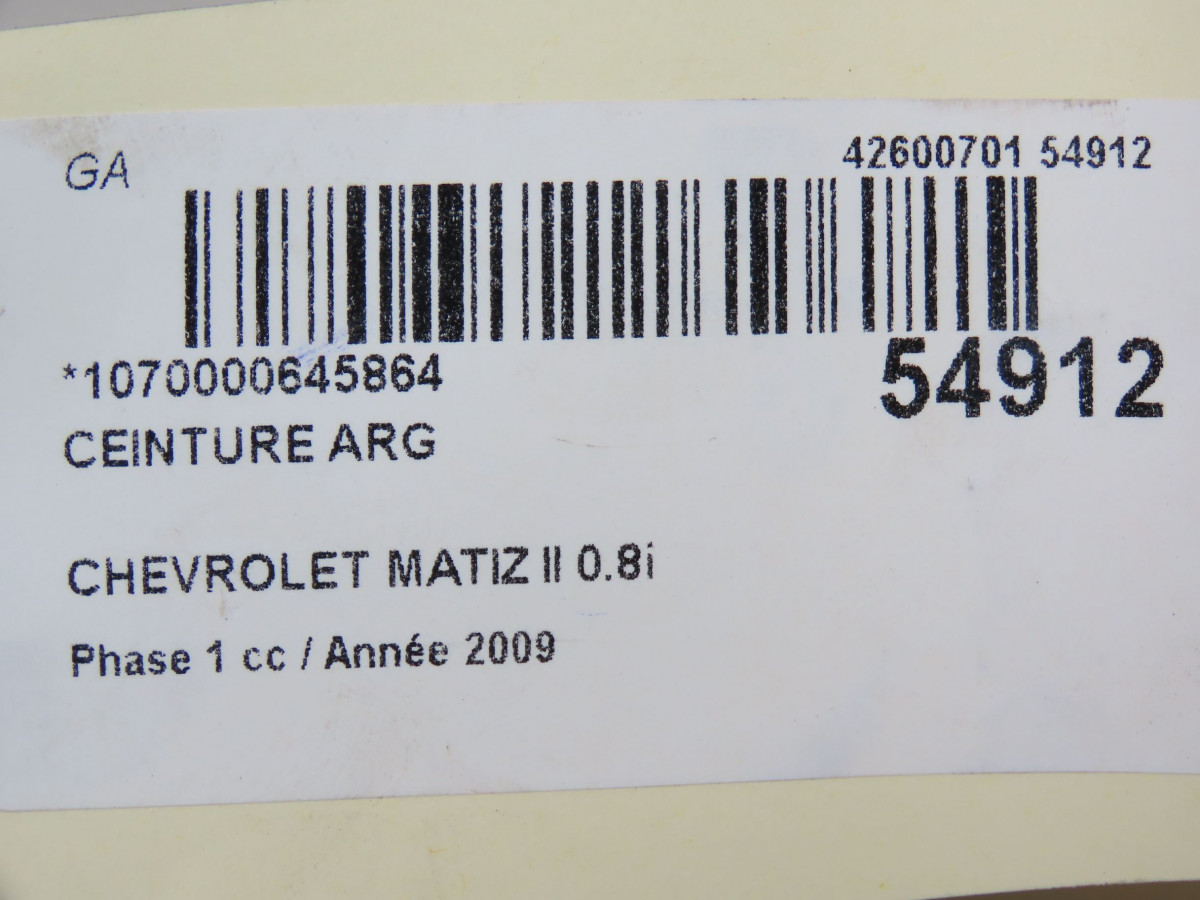 GA
42600701 54912
*1070000645864
54912
CEINTURE ARG
CHEVROLET MATIZ II 0.8i
Phase 1 cc / Année 2009